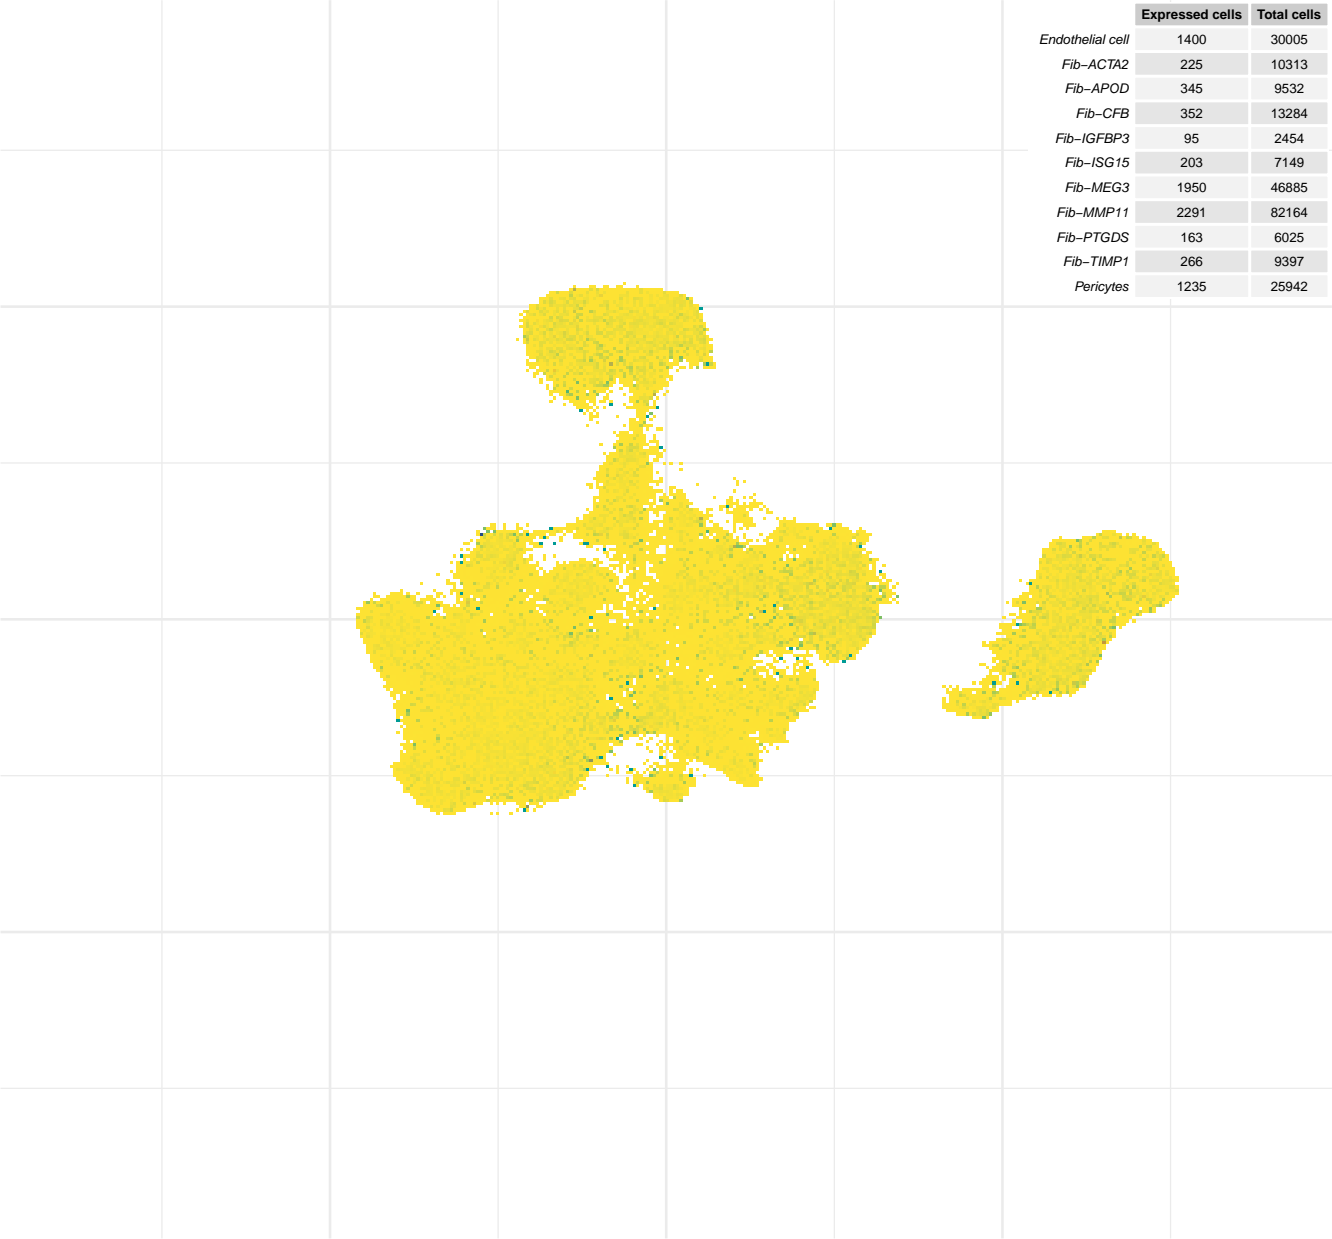 Expressed cells Total cells
Endothelial cell 1400 30005
Fib−ACTA2 225 10313
Fib−APOD 345 9532
Fib−CFB 352 13284
Fib−IGFBP3 95 2454
Fib−ISG15 203 7149
Fib−MEG3 1950 46885
Fib−MMP11 2291 82164
Fib−PTGDS 163 6025
Fib−TIMP1 266 9397
Pericytes 1235 25942